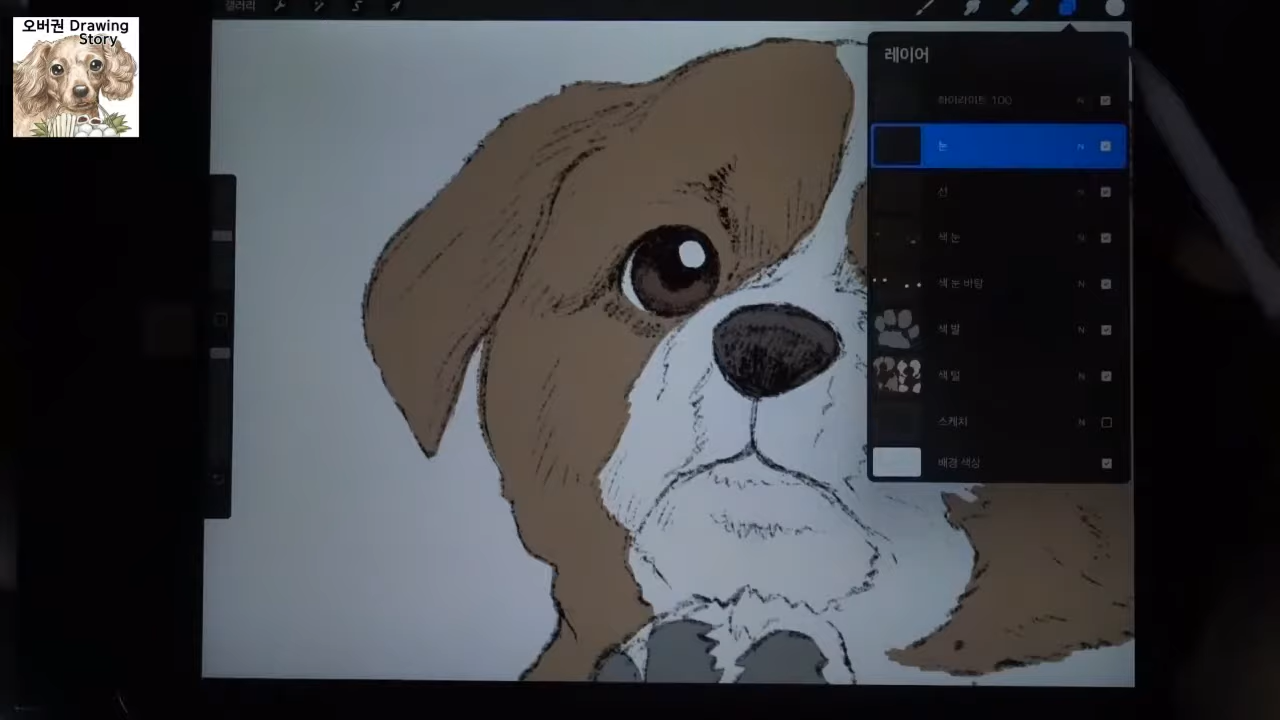 오버권 Drawing
Story
갤러리
레이어
하이라이트 100 N
눈 N
선 N
색 눈 N
색 눈 바탕 N
색 발 N
색 털 N
스케치 N
배경 색상